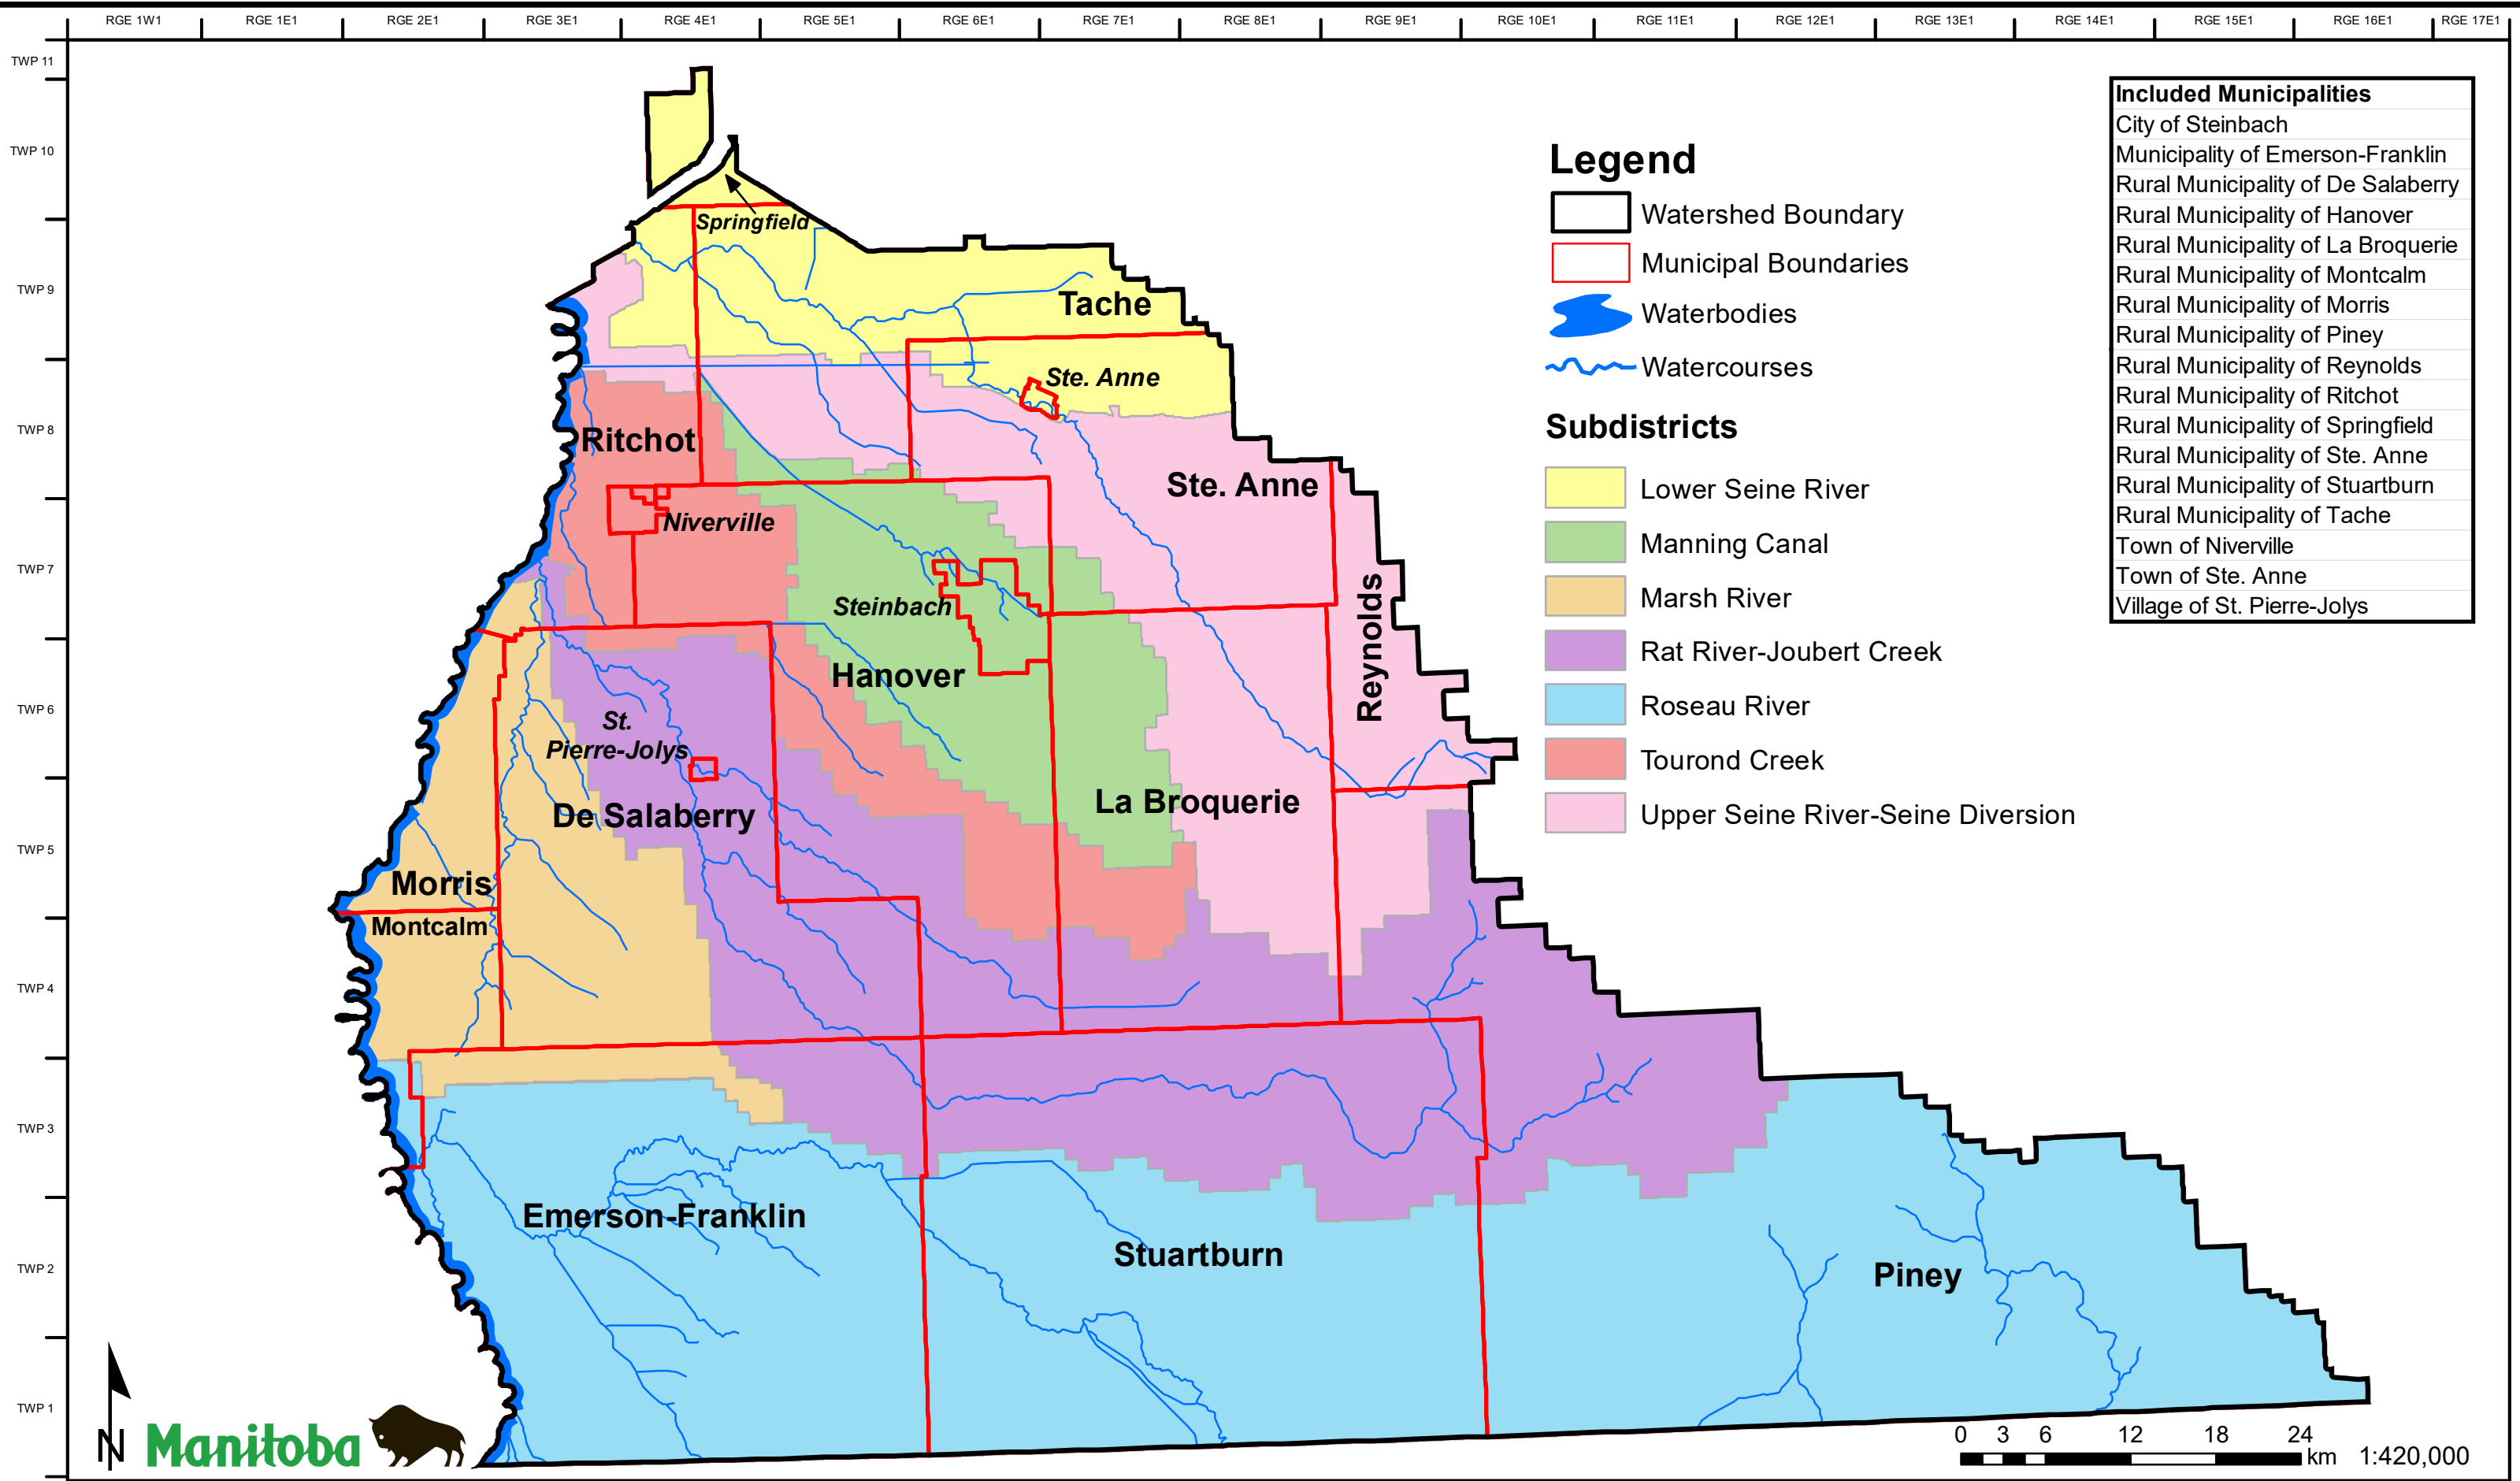 RGE 1W1 RGE 1E1 RGE 2E1 RGE 3E1 RGE 4E1 RGE 5E1 RGE 6E1 RGE 7E1 RGE 8E1 RGE 9E1 RGE 10E1 RGE 11E1 RGE 12E1 RGE 13E1 RGE 14E1 RGE 15E1 RGE 16E1 RGE 17E1
TWP 11
TWP 10
TWP 9
TWP 8
TWP 7
TWP 6
TWP 5
TWP 4
TWP 3
TWP 2
TWP 1
Springfield
Tache
Ste. Anne
Ritchot
Ste. Anne
Niverville
Steinbach
Reynolds
Hanover
St.
Pierre-Jolys
La Broquerie
De Salaberry
Morris
Montcalm
Emerson-Franklin
Stuartburn
Piney
Legend
Watershed Boundary
Municipal Boundaries
Waterbodies
Watercourses
Subdistricts
Lower Seine River
Manning Canal
Marsh River
Rat River-Joubert Creek
Roseau River
Tourond Creek
Upper Seine River-Seine Diversion
Included Municipalities
City of Steinbach
Municipality of Emerson-Franklin
Rural Municipality of De Salaberry
Rural Municipality of Hanover
Rural Municipality of La Broquerie
Rural Municipality of Montcalm
Rural Municipality of Morris
Rural Municipality of Piney
Rural Municipality of Reynolds
Rural Municipality of Ritchot
Rural Municipality of Springfield
Rural Municipality of Ste. Anne
Rural Municipality of Stuartburn
Rural Municipality of Tache
Town of Niverville
Town of Ste. Anne
Village of St. Pierre-Jolys
N
Manitoba
0 3 6 12 18 24
km 1:420,000